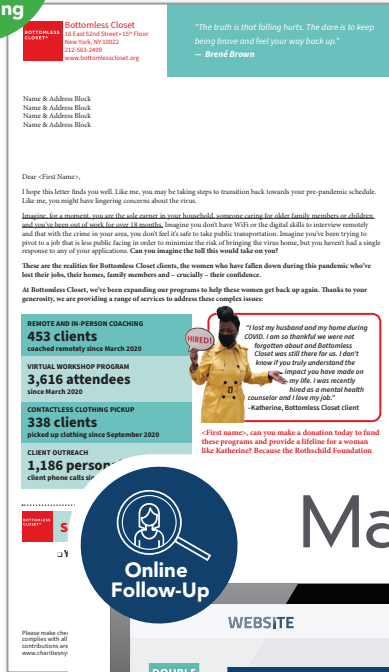 ng
BOTTOMLESS
CLOSET®
Bottomless Closet
16 East 52nd Street • 15th Floor
New York, NY 10022
212-563-2499
www.bottomlesscloset.org
"The truth is that falling hurts. The dare is to keep
being brave and feel your way back up."
— Brené Brown
Name & Address Block
Name & Address Block
Name & Address Block
Name & Address Block
Dear <First Name>,
I hope this letter finds you well. Like me, you may be taking steps to transition back towards your pre-pandemic schedule.
Like me, you might have lingering concerns about the virus.
Imagine, for a moment, you are the sole earner in your household, someone caring for older family members or children,
and you've been out of work for over 18 months. Imagine you don't have WiFi or the digital skills to interview remotely
and that with the crime in your area, you don't feel it's safe to take public transportation. Imagine you've been trying to
pivot to a job that is less public facing in order to minimize the risk of bringing the virus home, but you haven't had a single
response to any of your applications. Can you imagine the toll this would take on you?
These are the realities for Bottomless Closet clients, the women who have fallen down during this pandemic who've
lost their jobs, their homes, family members and – crucially – their confidence.
At Bottomless Closet, we've been expanding our programs to help these women get back up again. Thanks to your
generosity, we are providing a range of services to address these complex issues:
REMOTE AND IN-PERSON COACHING
453 clients
coached remotely since March 2020
VIRTUAL WORKSHOP PROGRAM
3,616 attendees
since March 2020
CONTACTLESS CLOTHING PICKUP
338 clients
picked up clothing since September 2020
CLIENT OUTREACH
1,186 person
client phone calls sin
HIRED!
"I lost my husband and my home during
COVID. I am so thankful we were not
forgotten about and Bottomless
Closet was still there for us. I don't
know if you truly understand the
impact you have made on
my life. I was recently
hired as a mental health
counselor and I love my job."
–Katherine, Bottomless Closet client
<First name>, can you make a donation today to fund
these programs and provide a lifeline for a woman
like Katherine? Because the Rothschild Foundation
BOTTOMLESS
CLOSET®
S
Y
Online
Follow-Up
Ma
Please make che
complies with all
contributions are
www.charitiesny
WEBSITE
DOUBLE